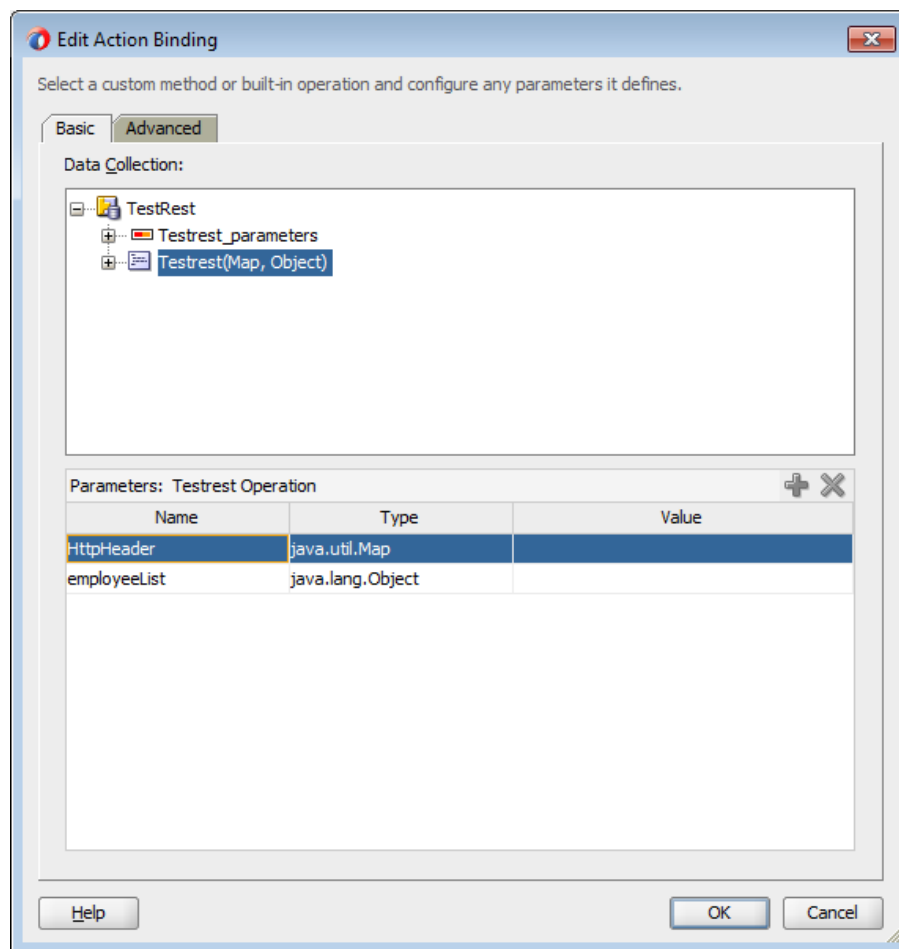 Edit Action Binding
Select a custom method or built-in operation and configure any parameters it defines.
Basic Advanced
Data Collection:
TestRest
Testrest_parameters
Testrest(Map, Object)
Parameters: Testrest Operation
Name Type Value
HttpHeader java.util.Map
employeeList java.lang.Object
Help OK Cancel